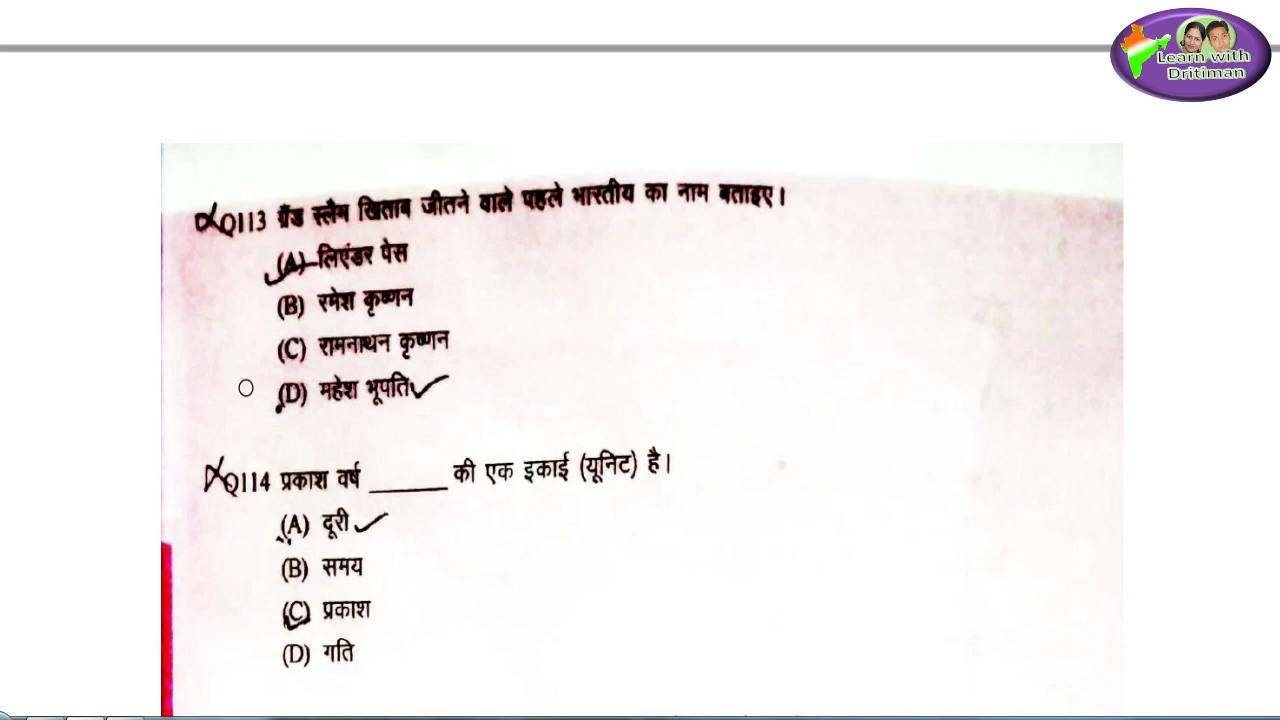 Learn with
Dritiman
Q113 ग्रैंड स्लैम खिताब जीतने वाले पहले भारतीय का नाम बताइए।
(A) लिएंडर पेस
(B) रमेश कृष्णन
(C) रामनाथन कृष्णन
(D) महेश भूपति
Q114 प्रकाश वर्ष ______ की एक इकाई (यूनिट) है।
(A) दूरी
(B) समय
(C) प्रकाश
(D) गति